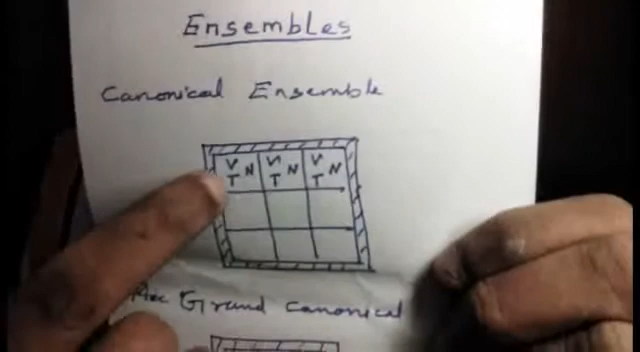 Ensembles
Canonical Ensemble
V N V N V N
T T T
Grand canonical